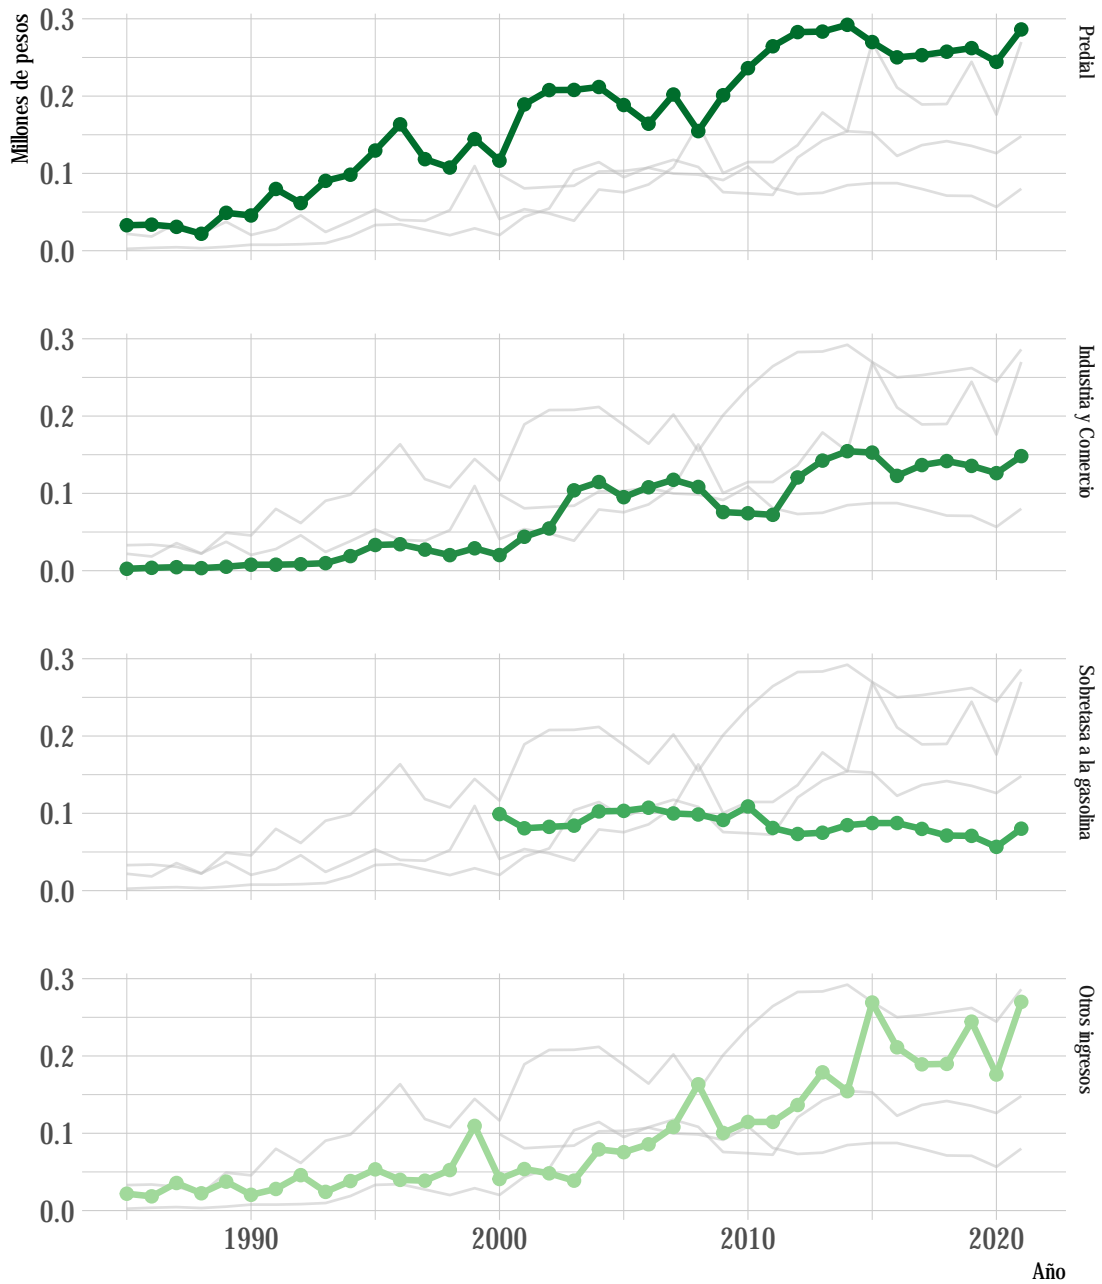 Millones de pesos
0.3
0.2
0.1
0.0
Predial
0.3
0.2
0.1
0.0
Industria y Comercio
0.3
0.2
0.1
0.0
Sobretasa a la gasolina
0.3
0.2
0.1
0.0
Otros ingresos
1990 2000 2010 2020
Año